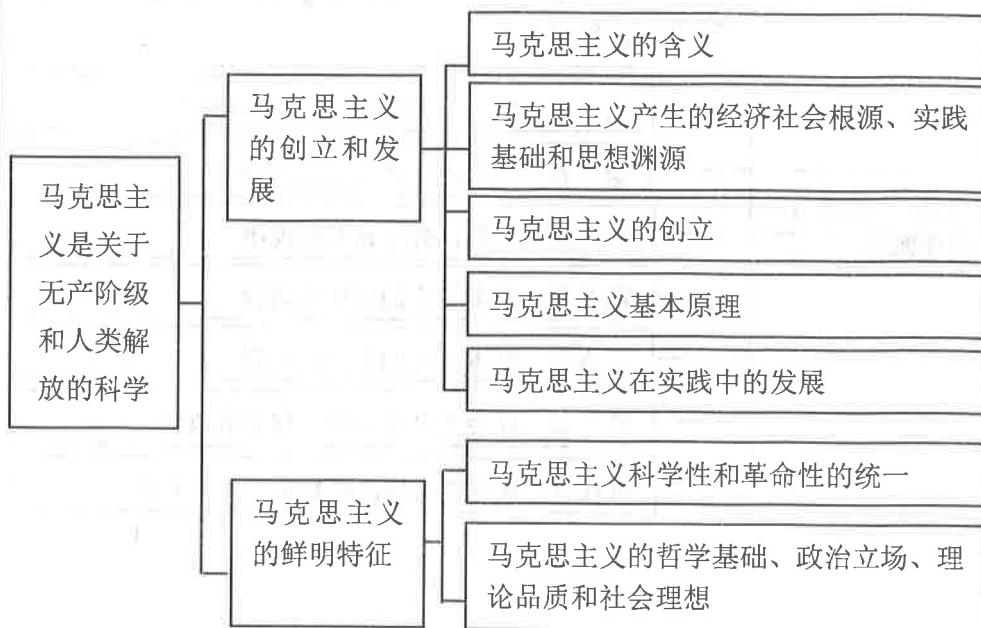 马克思主
义是关于
无产阶级
和人类解
放的科学
马克思主义
的创立和发
展
马克思主义的含义
马克思主义产生的经济社会根源、实践
基础和思想渊源
马克思主义的创立
马克思主义基本原理
马克思主义在实践中的发展
马克思主义
的鲜明特征
马克思主义科学性和革命性的统一
马克思主义的哲学基础、政治立场、理
论品质和社会理想